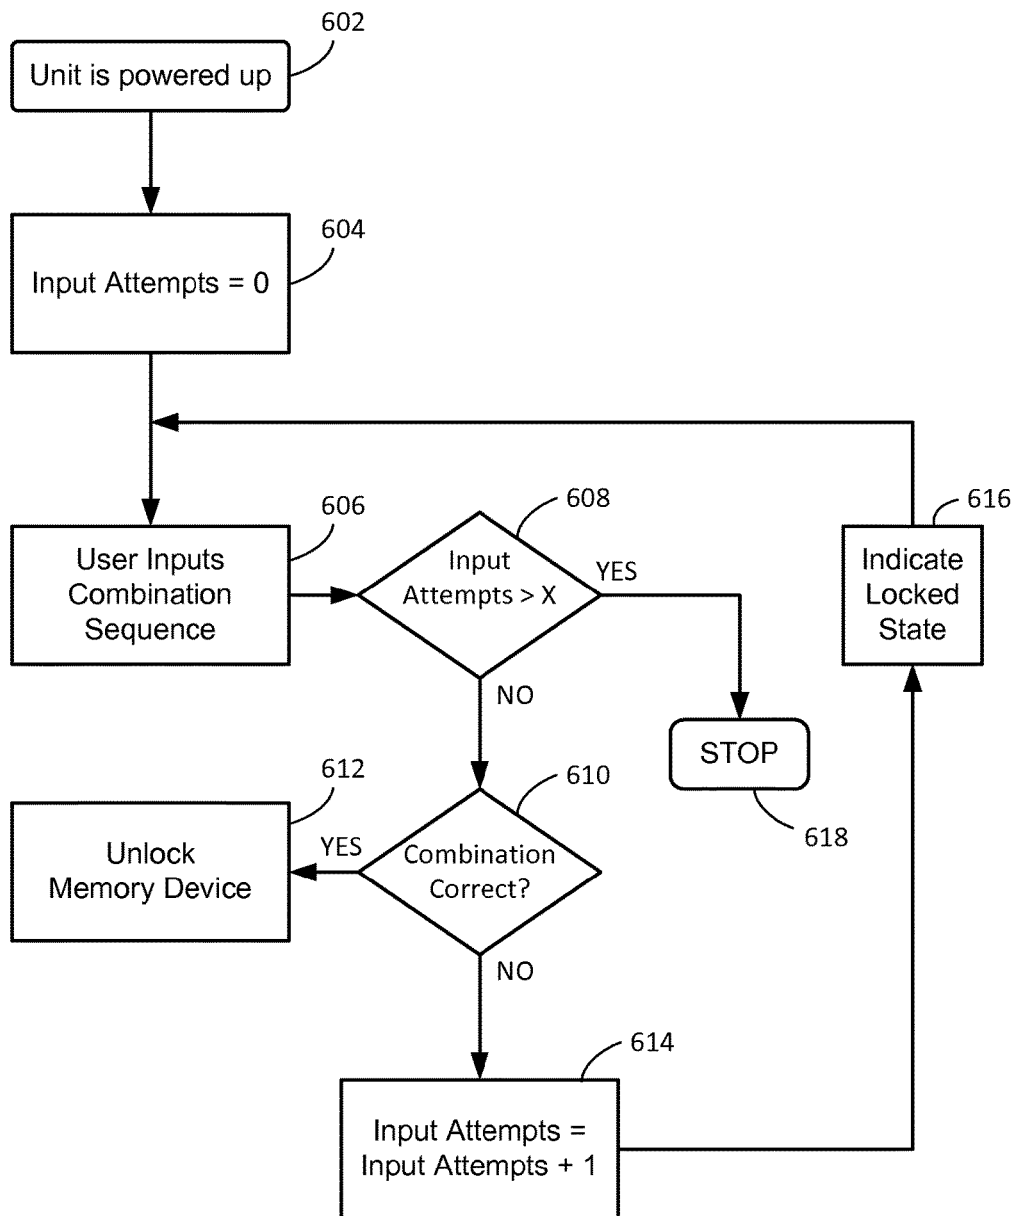 602
Unit is powered up
604
Input Attempts = 0
606
User Inputs
Combination
Sequence
608
Input
Attempts > X
YES
NO
616
Indicate
Locked
State
STOP
618
612
Unlock
Memory Device
YES
610
Combination
Correct?
NO
614
Input Attempts =
Input Attempts + 1